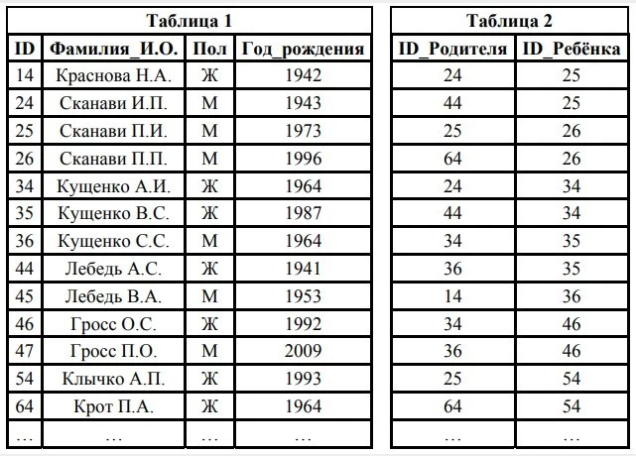 Таблица 1
ID Фамилия_И.О. Пол Год_рождения
14 Краснова Н.А. Ж 1942
24 Сканави И.П. М 1943
25 Сканави П.И. М 1973
26 Сканави П.П. М 1996
34 Кущенко А.И. Ж 1964
35 Кущенко В.С. Ж 1987
36 Кущенко С.С. М 1964
44 Лебедь А.С. Ж 1941
45 Лебедь В.А. М 1953
46 Гросс О.С. Ж 1992
47 Гросс П.О. М 2009
54 Клычко А.П. Ж 1993
64 Крот П.А. Ж 1964
… … … …
Таблица 2
ID_Родителя ID_Ребёнка
24 25
44 25
25 26
64 26
24 34
44 34
34 35
36 35
14 36
34 46
36 46
25 54
64 54
… …